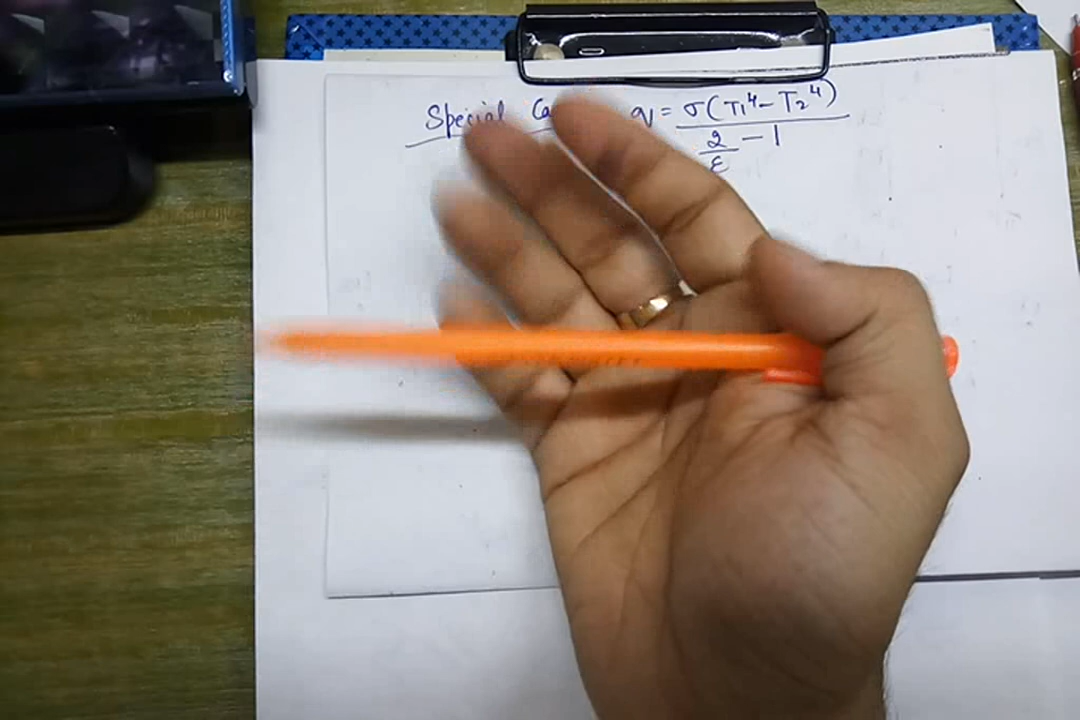 Special q = σ(T₁⁴ - T₂⁴)
2/ε - 1